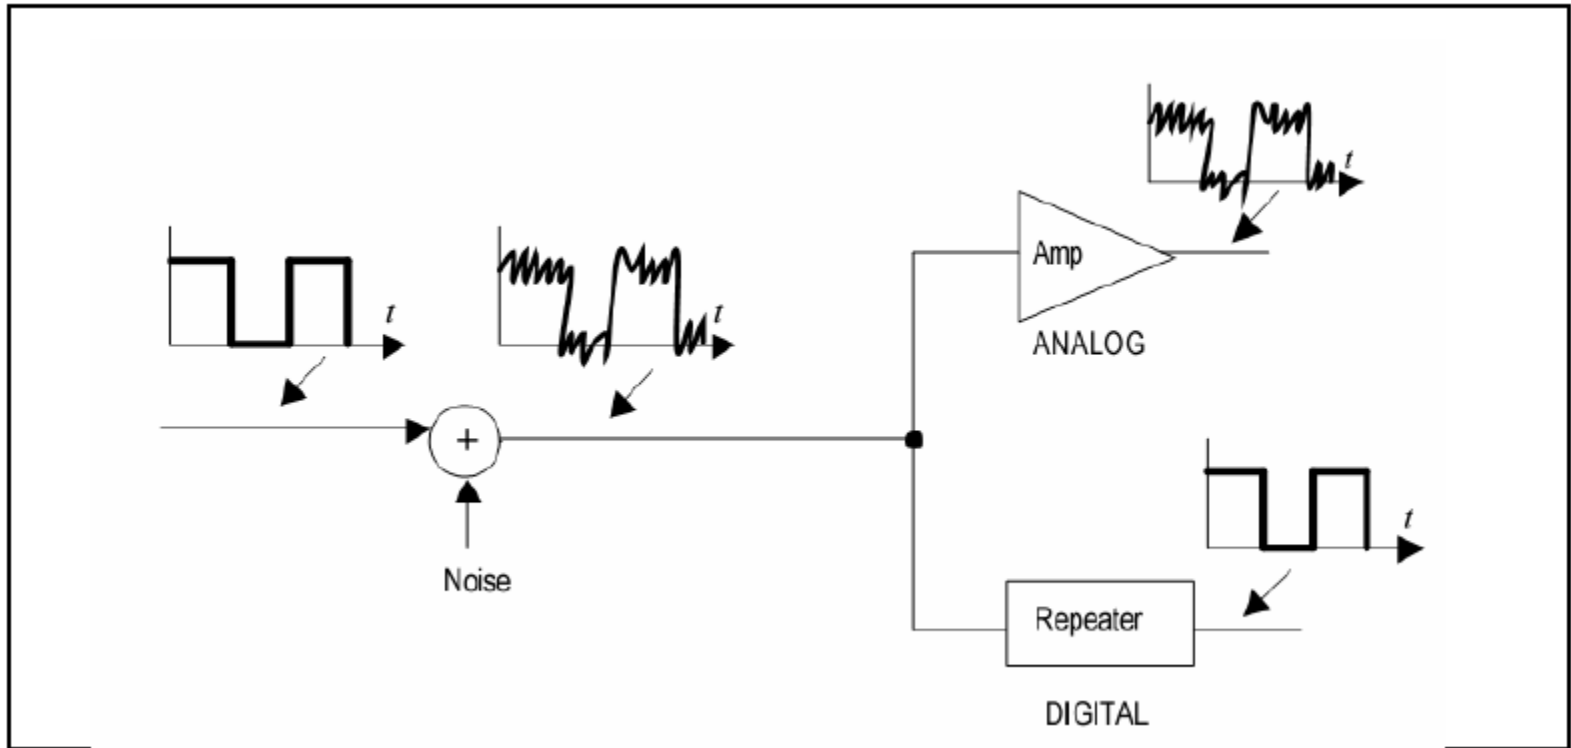 t
Amp
ANALOG
t
t
+
Noise
t
Repeater
DIGITAL